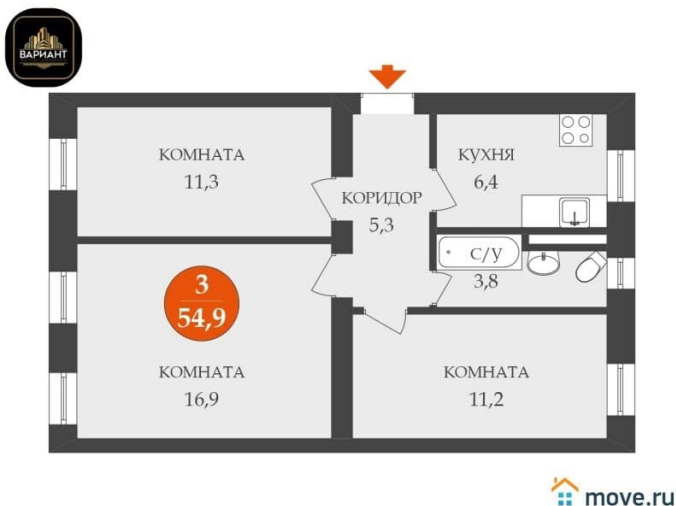 ВАРИАНТ
КОМНАТА
11,3
КОРИДОР
5,3
КУХНЯ
6,4
С/У
3,8
3
54,9
КОМНАТА
16,9
КОМНАТА
11,2
move.ru